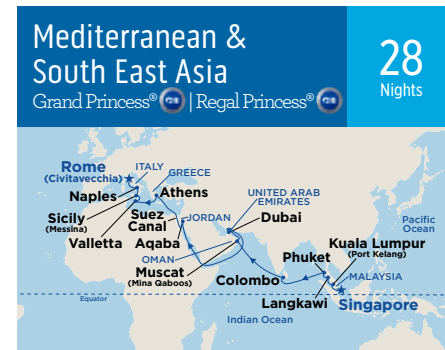 Mediterranean &
South East Asia
Grand Princess® | Regal Princess®
28
Nights
Rome
(Civitavecchia)
ITALY
GREECE
Naples
Athens
Sicily
(Messina)
Valletta
Suez
Canal
JORDAN
Aqaba
OMAN
Muscat
(Mina Qaboos)
UNITED ARAB
EMIRATES
Dubai
Colombo
Phuket
Langkawi
Kuala Lumpur
(Port Kelang)
MALAYSIA
Singapore
Pacific
Ocean
Equator
Indian Ocean